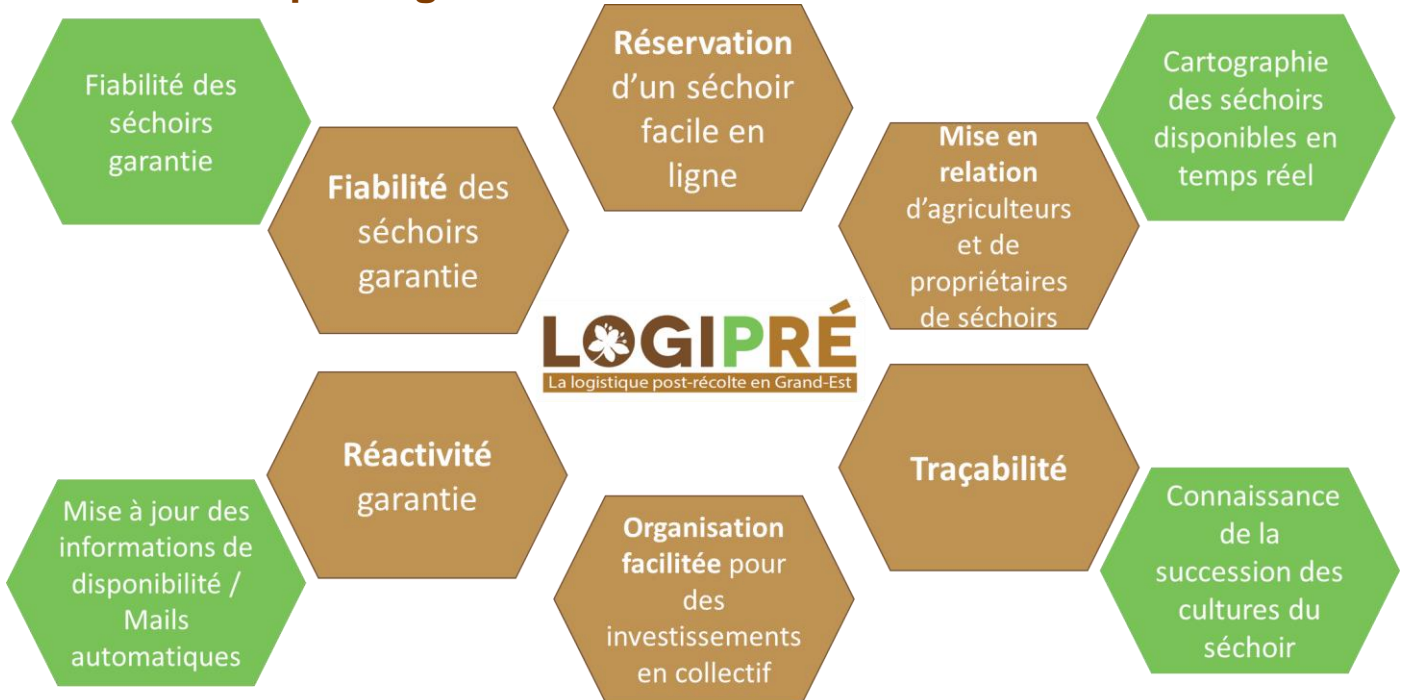 Fiabilité des
séchoirs
garantie
Fiabilité des
séchoirs
garantie
Réservation
d'un séchoir
facile en
ligne
Mise en
relation
d'agriculteurs
et de
propriétaires
de séchoirs
Cartographie
des séchoirs
disponibles en
temps réel
LOGIPRÉ
La logistique post-récolte en Grand-Est
Mise à jour des
informations de
disponibilité /
Mails
automatiques
Réactivité
garantie
Organisation
facilitée pour
des
investissements
en collectif
Traçabilité
Connaissance
de la
succession des
cultures du
séchoir